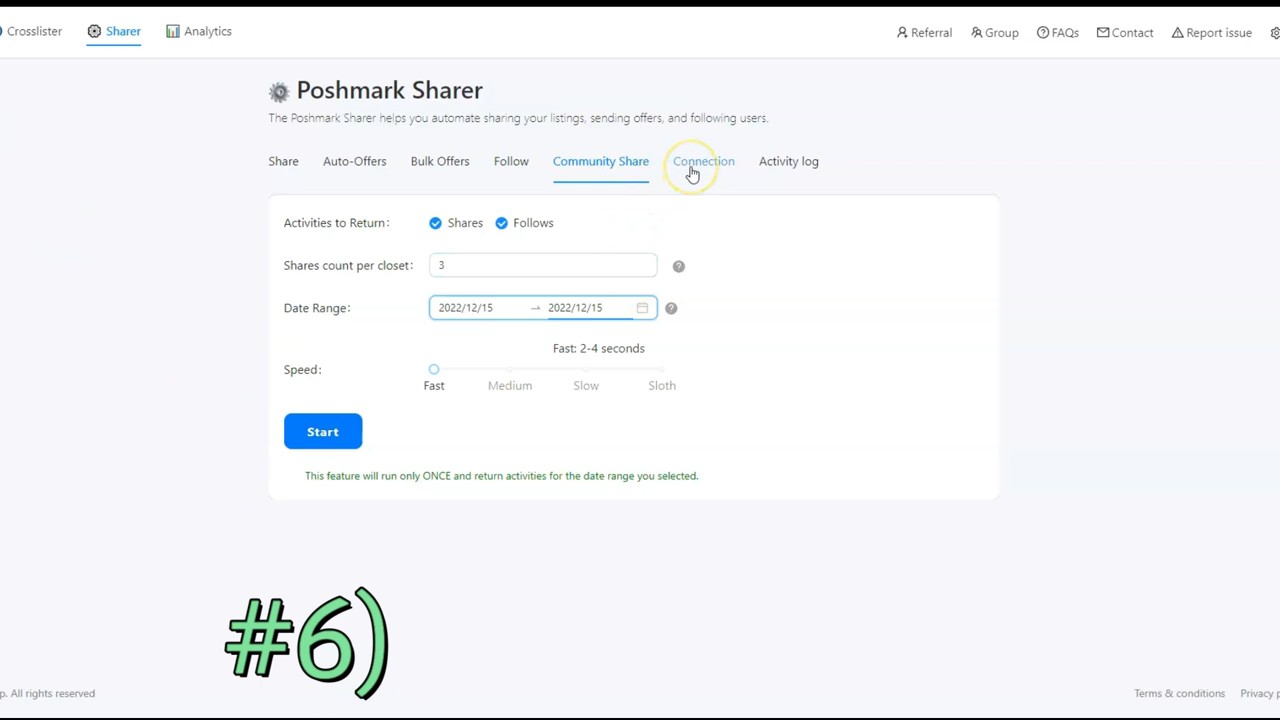 Crosslister Sharer Analytics Referral Group FAQs Contact Report issue
Poshmark Sharer
The Poshmark Sharer helps you automate sharing your listings, sending offers, and following users.
Share Auto-Offers Bulk Offers Follow Community Share Connection Activity log
Activities to Return: Shares Follows
Shares count per closet: 3
Date Range: 2022/12/15 → 2022/12/15
Fast: 2-4 seconds
Speed:
Fast Medium Slow Sloth
Start
This feature will run only ONCE and return activities for the date range you selected.
#6)
p. All rights reserved Terms & conditions Privacy p